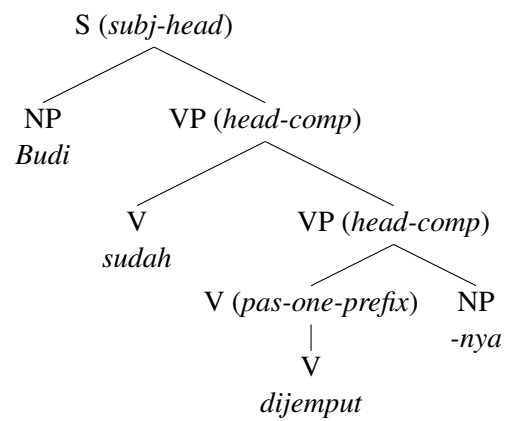 S (subj-head)
NP VP (head-comp)
Budi
V VP (head-comp)
sudah
V (pas-one-prefix) NP
-nya
V
dijemput